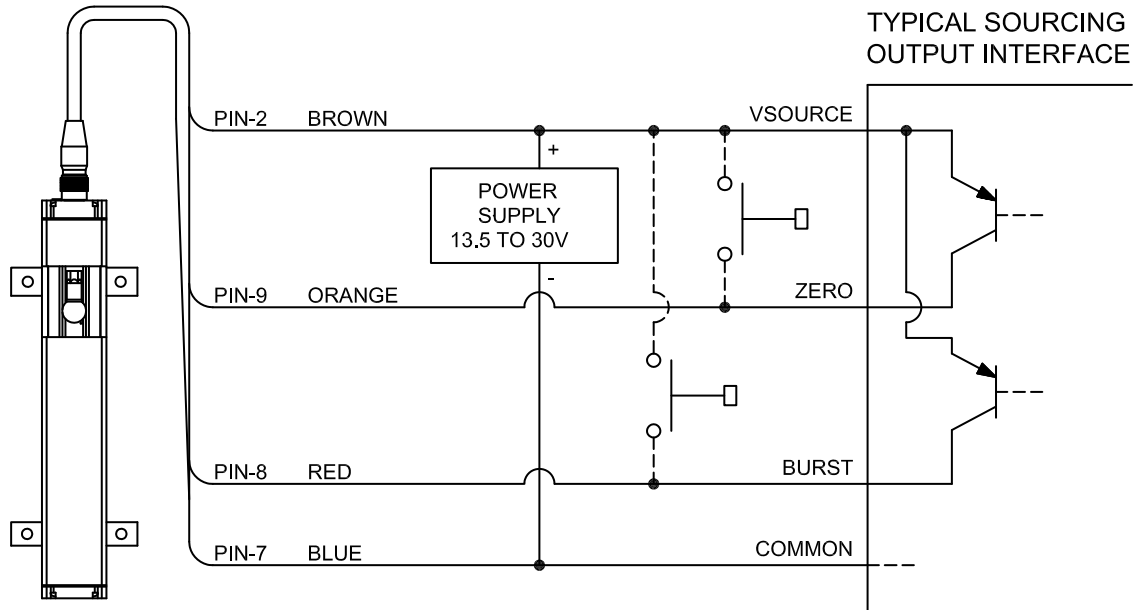 TYPICAL SOURCING
OUTPUT INTERFACE
PIN-2 BROWN VSOURCE
+
POWER
SUPPLY
13.5 TO 30V
-
PIN-9 ORANGE ZERO
PIN-8 RED BURST
PIN-7 BLUE COMMON